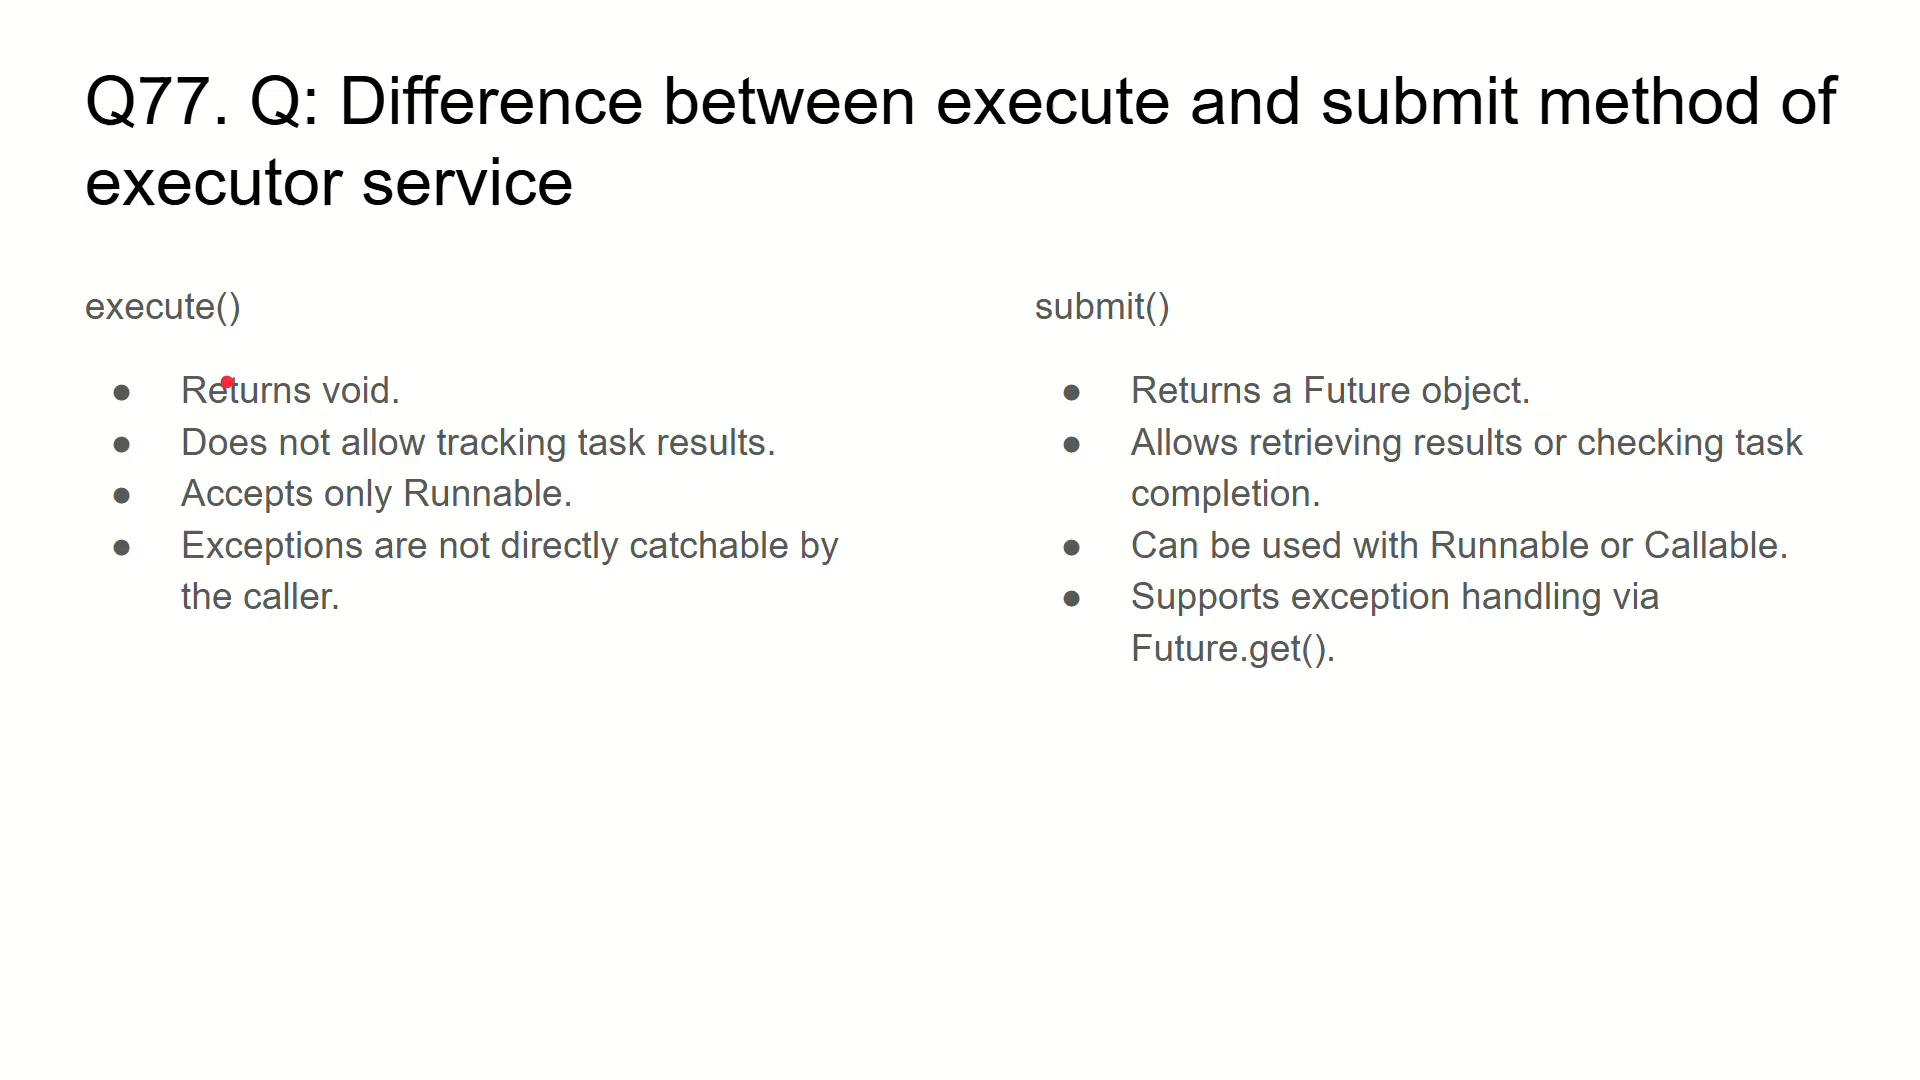 Q77. Q: Difference between execute and submit method of
executor service
execute()
● Returns void.
● Does not allow tracking task results.
● Accepts only Runnable.
● Exceptions are not directly catchable by
the caller.
submit()
● Returns a Future object.
● Allows retrieving results or checking task
completion.
● Can be used with Runnable or Callable.
● Supports exception handling via
Future.get().